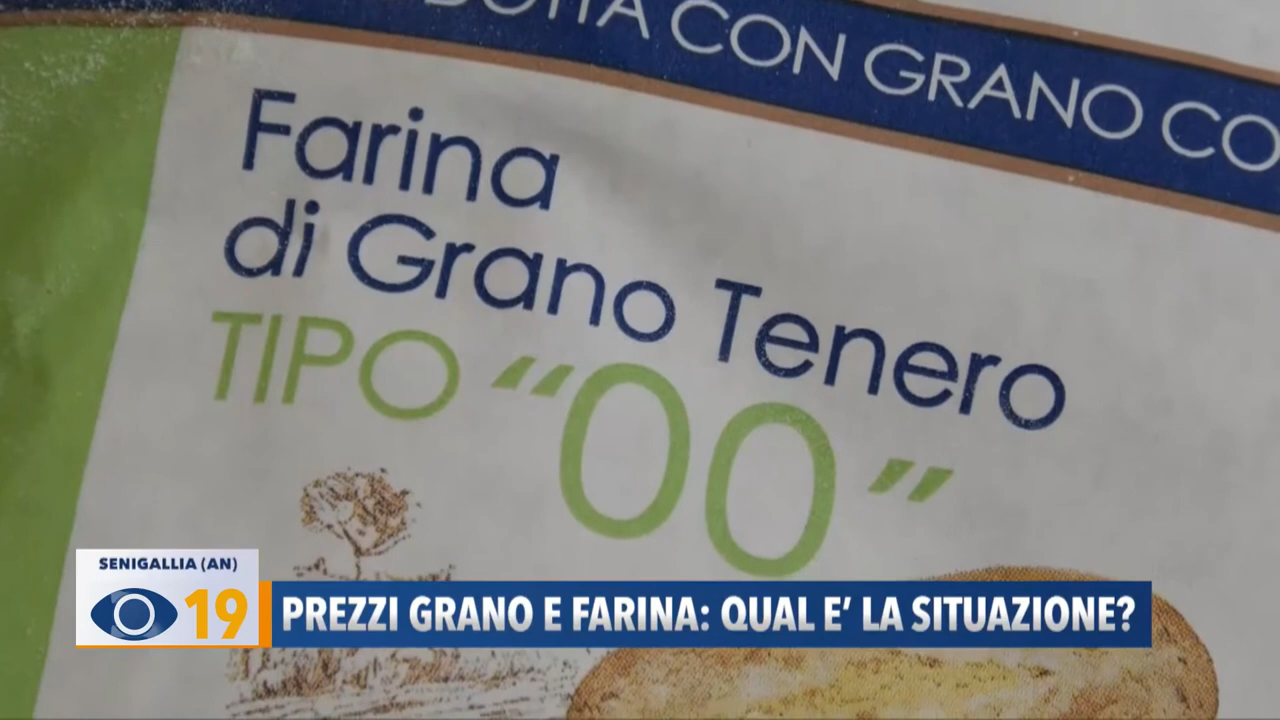 CON GRANO CO
Farina
di Grano Tenero
TIPO “00”
SENIGALLIA (AN)
19
PREZZI GRANO E FARINA: QUAL E’ LA SITUAZIONE?